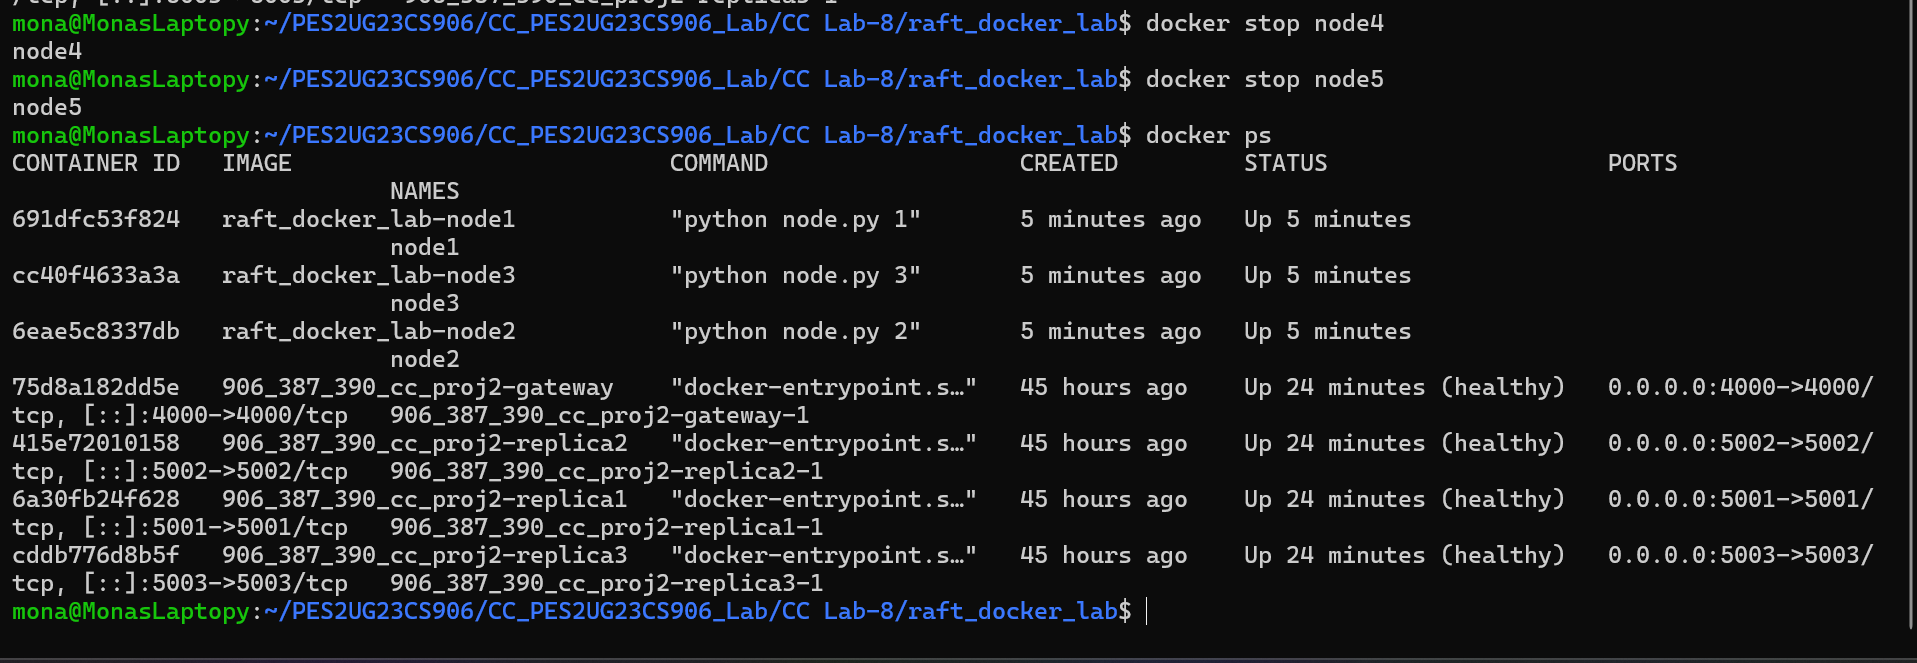 /tcp, [::]:5003->5003/tcp   906_387_390_cc_proj2-replica3-1
mona@MonasLaptopy:~/PES2UG23CS906/CC_PES2UG23CS906_Lab/CC Lab-8/raft_docker_lab$ docker stop node4
node4
mona@MonasLaptopy:~/PES2UG23CS906/CC_PES2UG23CS906_Lab/CC Lab-8/raft_docker_lab$ docker stop node5
node5
mona@MonasLaptopy:~/PES2UG23CS906/CC_PES2UG23CS906_Lab/CC Lab-8/raft_docker_lab$ docker ps
CONTAINER ID   IMAGE                           COMMAND                  CREATED         STATUS                    PORTS
                           NAMES
691dfc53f824   raft_docker_lab-node1           "python node.py 1"       5 minutes ago   Up 5 minutes
                           node1
cc40f4633a3a   raft_docker_lab-node3           "python node.py 3"       5 minutes ago   Up 5 minutes
                           node3
6eae5c8337db   raft_docker_lab-node2           "python node.py 2"       5 minutes ago   Up 5 minutes
                           node2
75d8a182dd5e   906_387_390_cc_proj2-gateway    "docker-entrypoint.s…"   45 hours ago    Up 24 minutes (healthy)   0.0.0.0:4000->4000/
tcp, [::]:4000->4000/tcp   906_387_390_cc_proj2-gateway-1
415e72010158   906_387_390_cc_proj2-replica2   "docker-entrypoint.s…"   45 hours ago    Up 24 minutes (healthy)   0.0.0.0:5002->5002/
tcp, [::]:5002->5002/tcp   906_387_390_cc_proj2-replica2-1
6a30fb24f628   906_387_390_cc_proj2-replica1   "docker-entrypoint.s…"   45 hours ago    Up 24 minutes (healthy)   0.0.0.0:5001->5001/
tcp, [::]:5001->5001/tcp   906_387_390_cc_proj2-replica1-1
cddb776d8b5f   906_387_390_cc_proj2-replica3   "docker-entrypoint.s…"   45 hours ago    Up 24 minutes (healthy)   0.0.0.0:5003->5003/
tcp, [::]:5003->5003/tcp   906_387_390_cc_proj2-replica3-1
mona@MonasLaptopy:~/PES2UG23CS906/CC_PES2UG23CS906_Lab/CC Lab-8/raft_docker_lab$